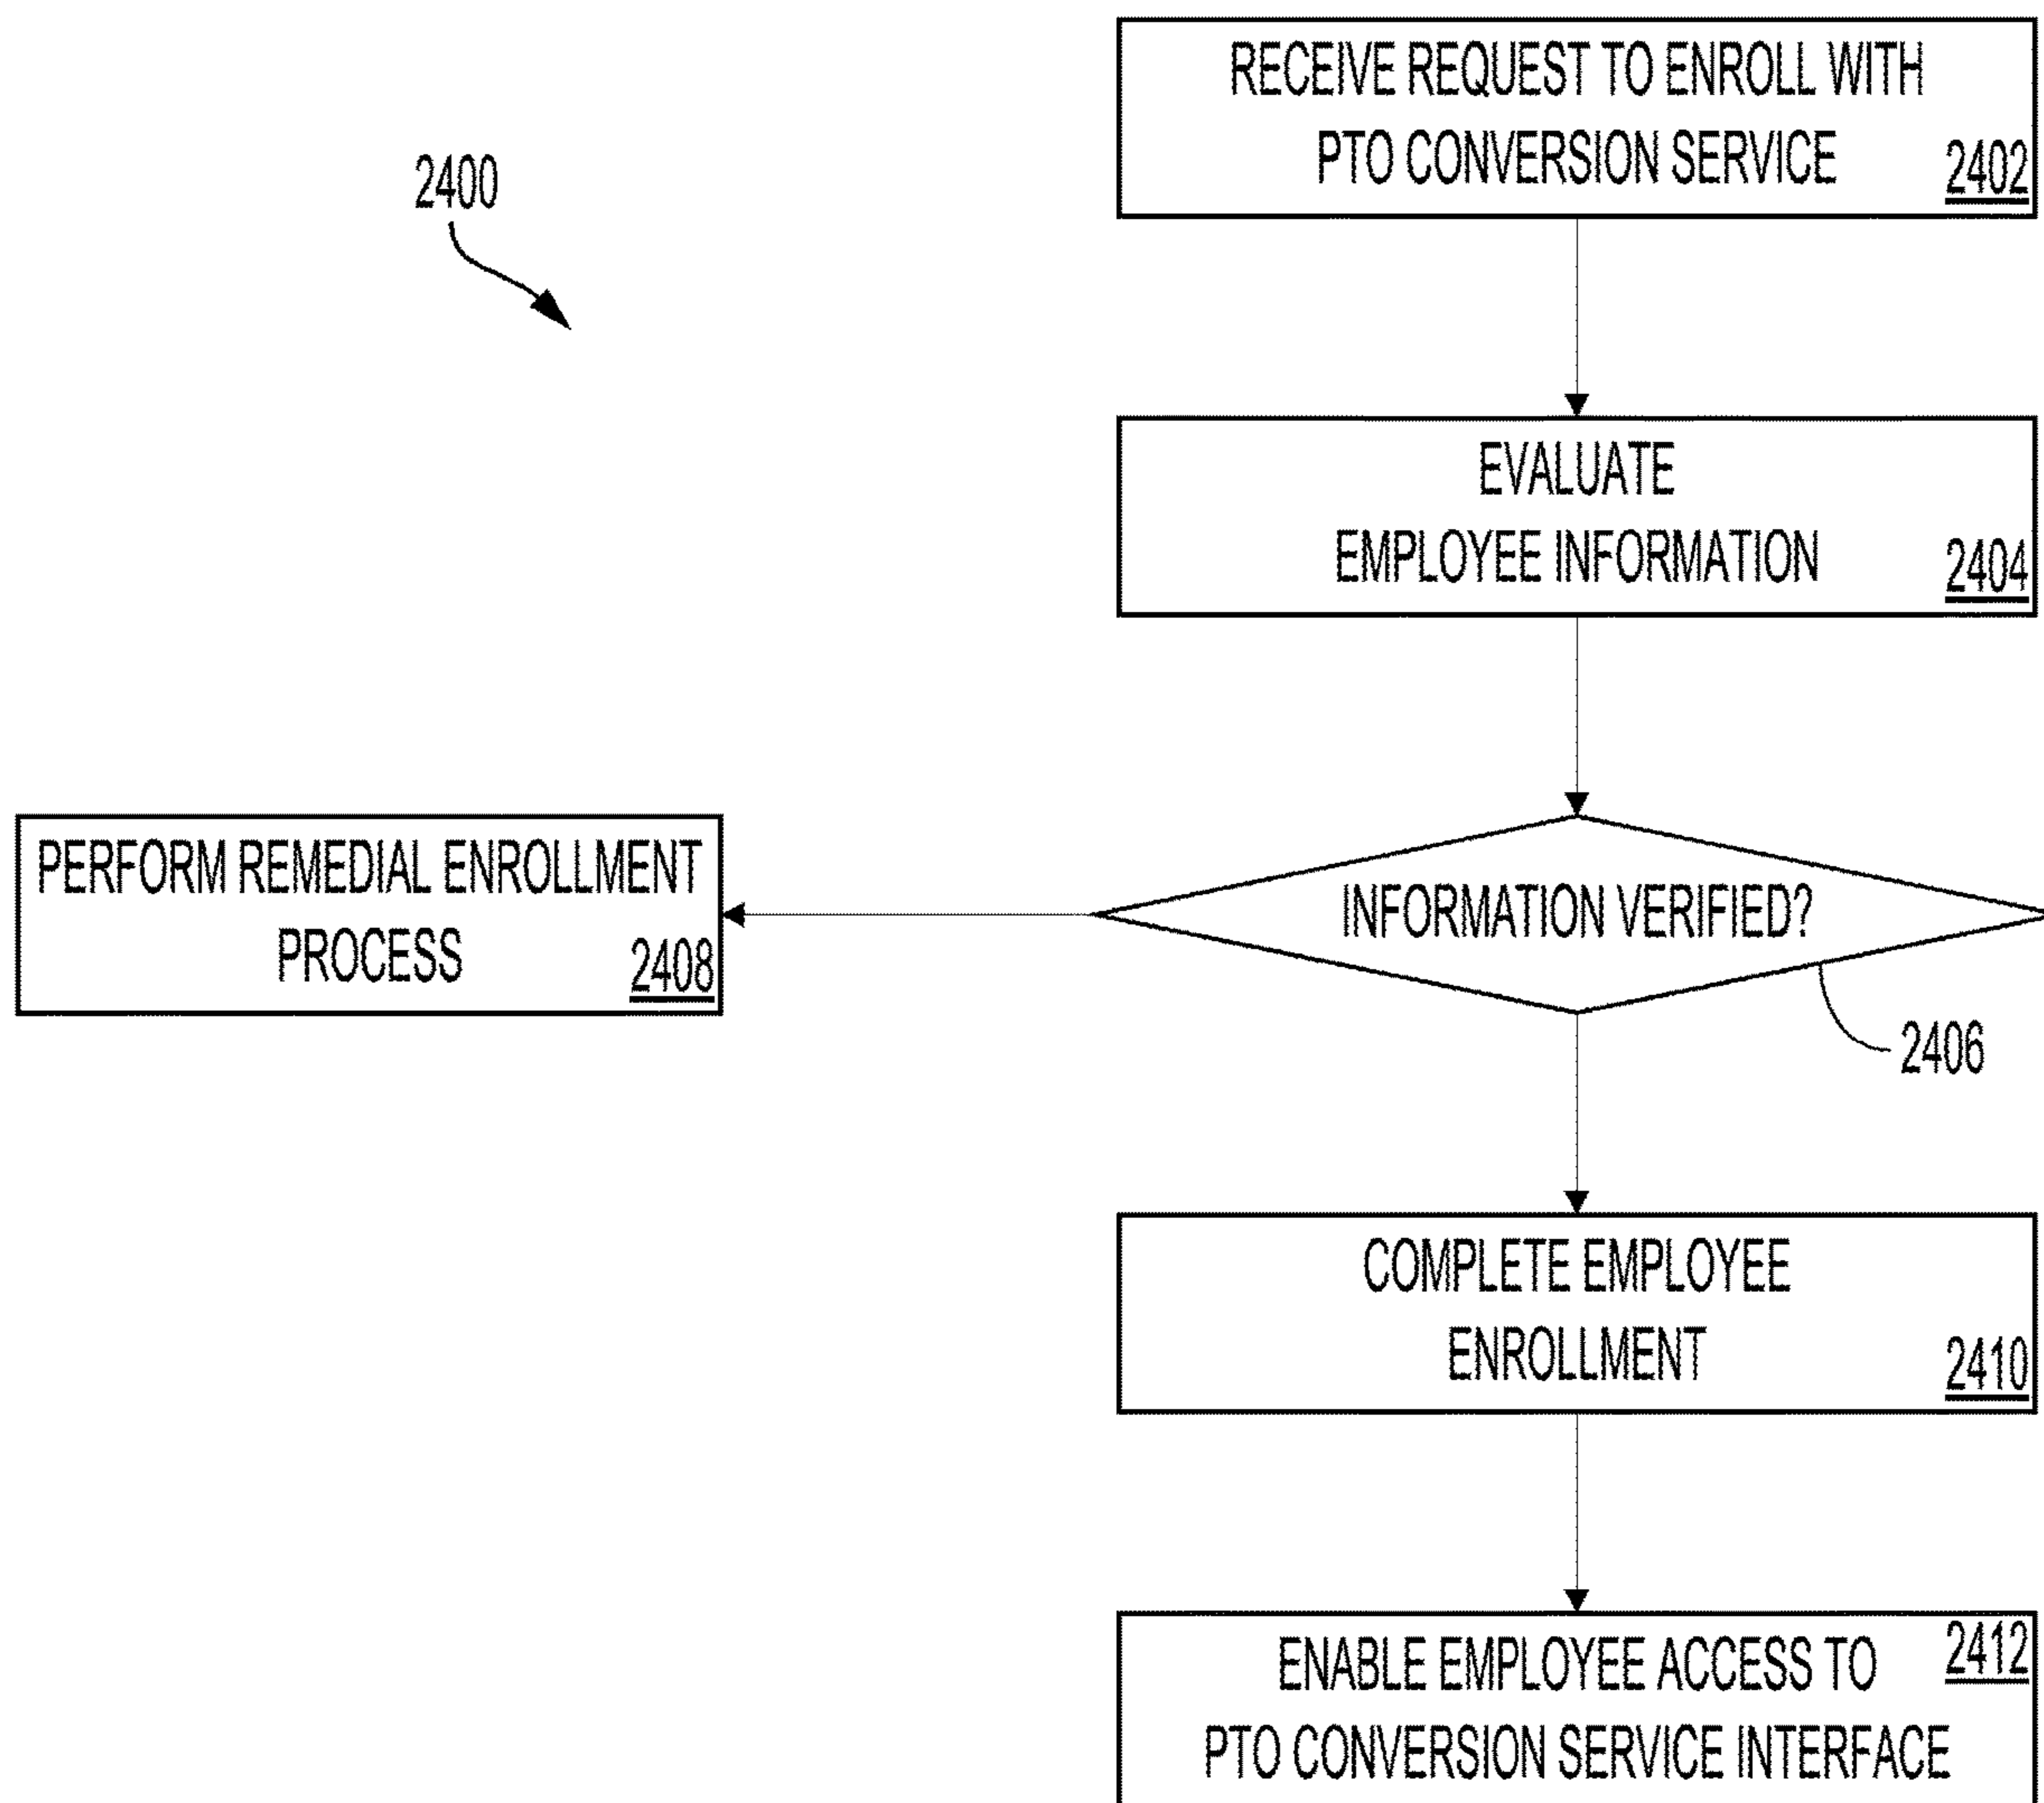 2400
RECEIVE REQUEST TO ENROLL WITH
PTO CONVERSION SERVICE
2402
EVALUATE
EMPLOYEE INFORMATION
2404
INFORMATION VERIFIED?
2406
PERFORM REMEDIAL ENROLLMENT
PROCESS
2408
COMPLETE EMPLOYEE
ENROLLMENT
2410
ENABLE EMPLOYEE ACCESS TO
2412
PTO CONVERSION SERVICE INTERFACE